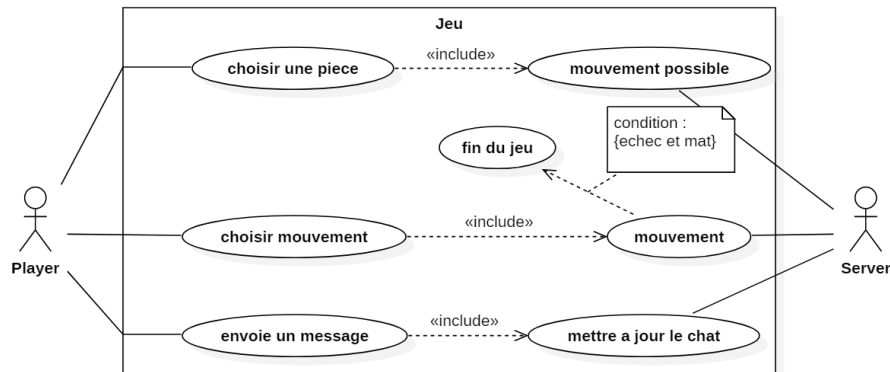 Jeu
choisir une piece
«include»
mouvement possible
condition :
{echec et mat}
fin du jeu
Player
choisir mouvement
«include»
mouvement
Server
envoie un message
«include»
mettre a jour le chat